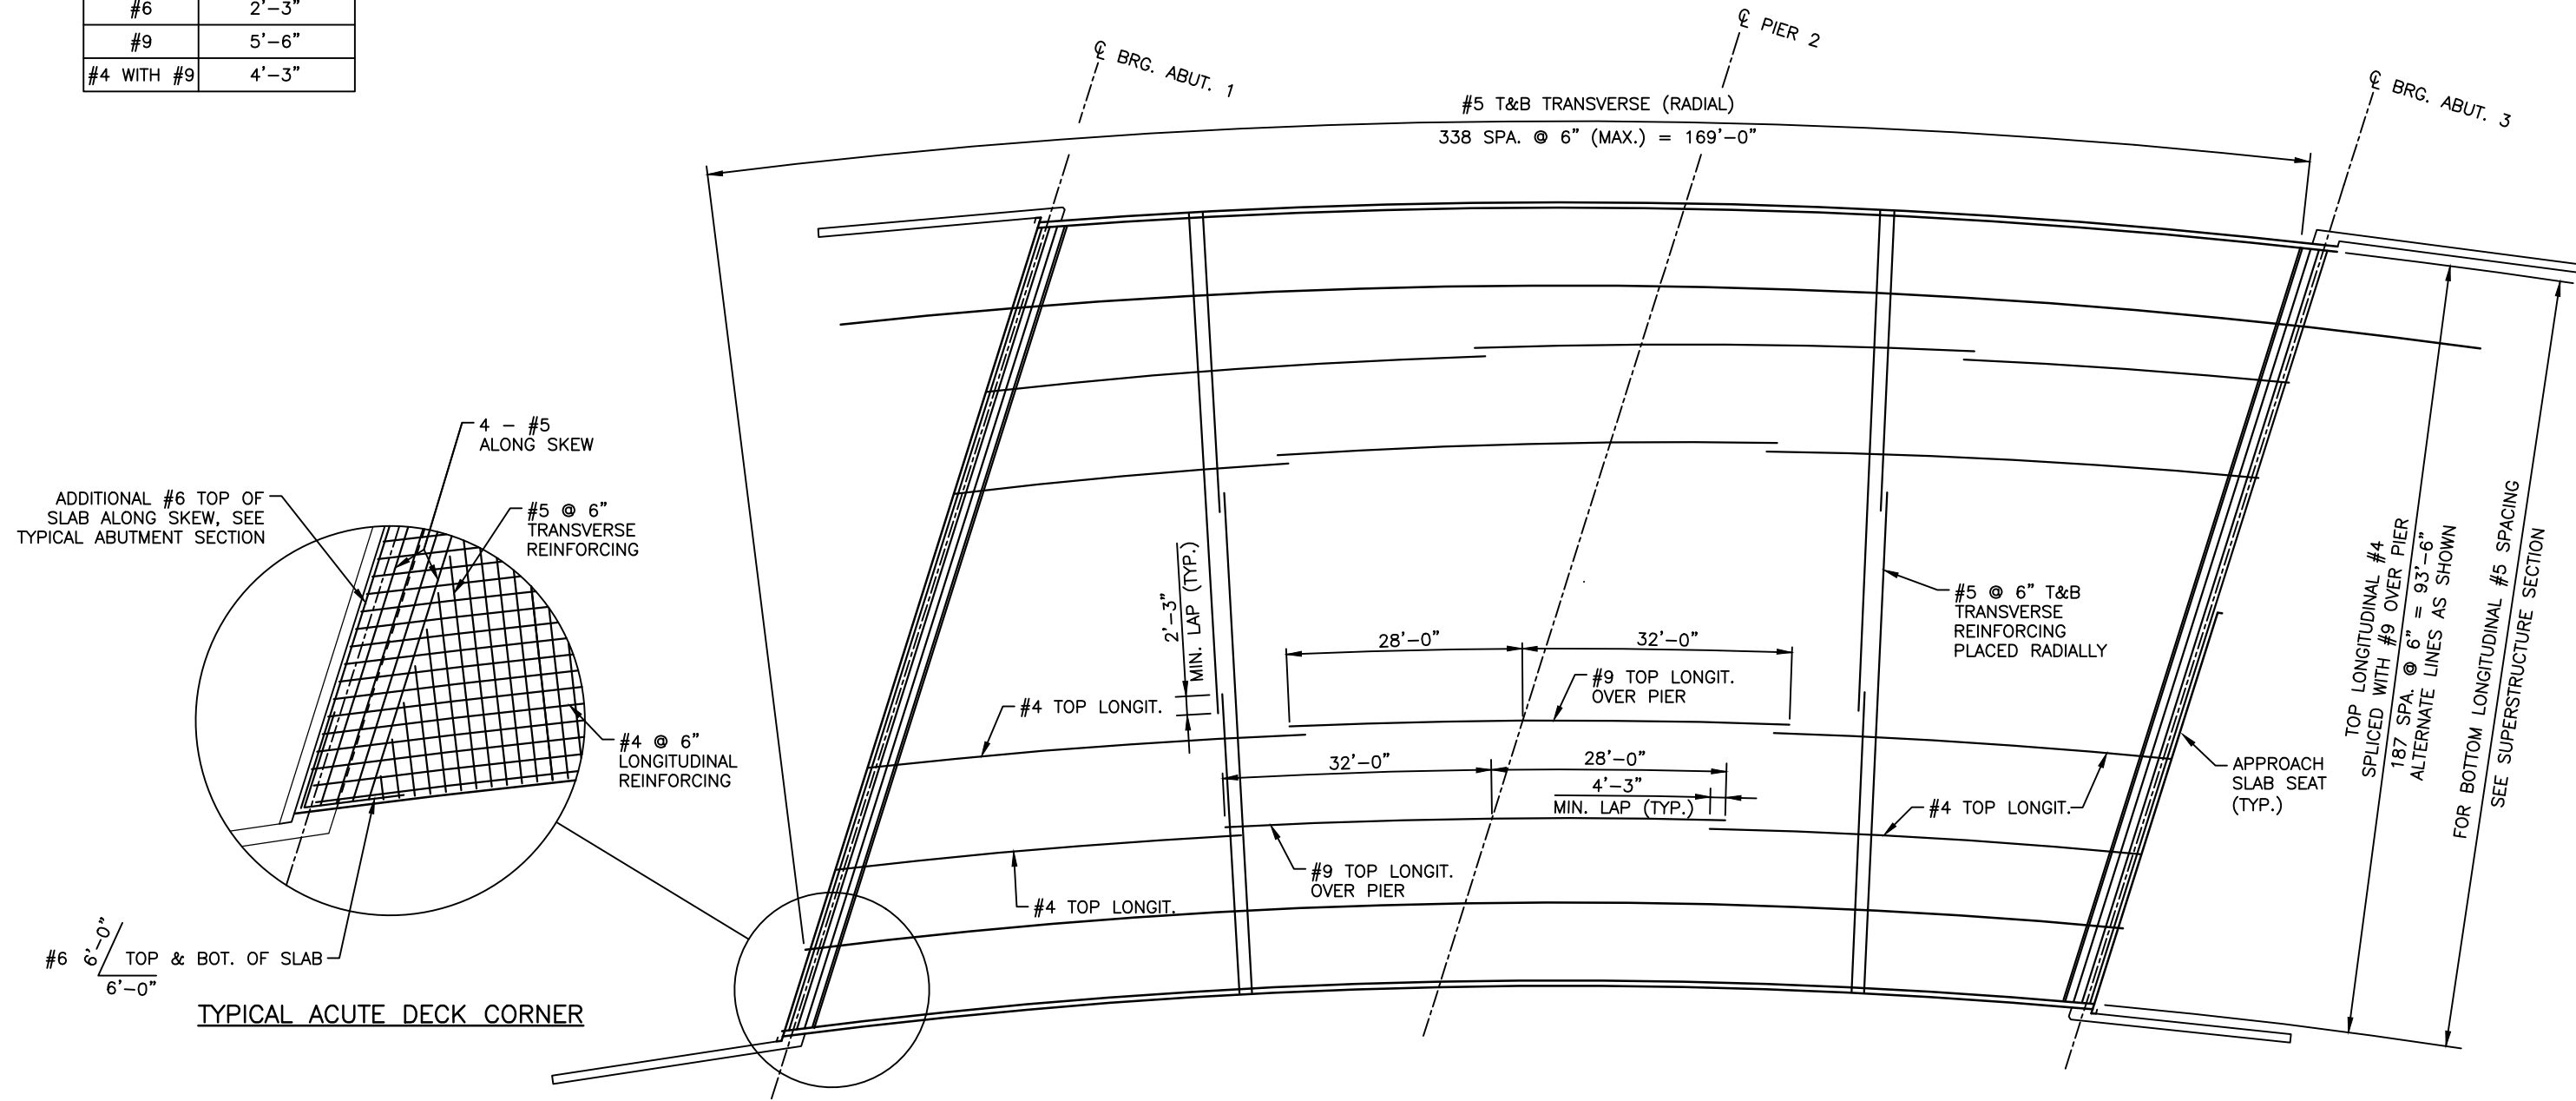 #6 2'-3"
#9 5'-6"
#4 WITH #9 4'-3"
℄ BRG. ABUT. 1
℄ PIER 2
℄ BRG. ABUT. 3
#5 T&B TRANSVERSE (RADIAL)
338 SPA. @ 6" (MAX.) = 169'-0"
4 - #5
ALONG SKEW
ADDITIONAL #6 TOP OF
SLAB ALONG SKEW, SEE
TYPICAL ABUTMENT SECTION
#5 @ 6"
TRANSVERSE
REINFORCING
#4 @ 6"
LONGITUDINAL
REINFORCING
#6 6'-0" TOP & BOT. OF SLAB
6'-0"
TYPICAL ACUTE DECK CORNER
2'-3"
MIN. LAP (TYP.)
28'-0" 32'-0"
#9 TOP LONGIT.
OVER PIER
#4 TOP LONGIT.
32'-0" 28'-0"
4'-3"
MIN. LAP (TYP.)
#9 TOP LONGIT.
OVER PIER
#4 TOP LONGIT.
#4 TOP LONGIT.
#5 @ 6" T&B
TRANSVERSE
REINFORCING
PLACED RADIALLY
APPROACH
SLAB SEAT
(TYP.)
TOP LONGITUDINAL #4
SPLICED WITH #9 OVER PIER
187 SPA. @ 6" = 93'-6"
ALTERNATE LINES AS SHOWN
FOR BOTTOM LONGITUDINAL #5 SPACING
SEE SUPERSTRUCTURE SECTION